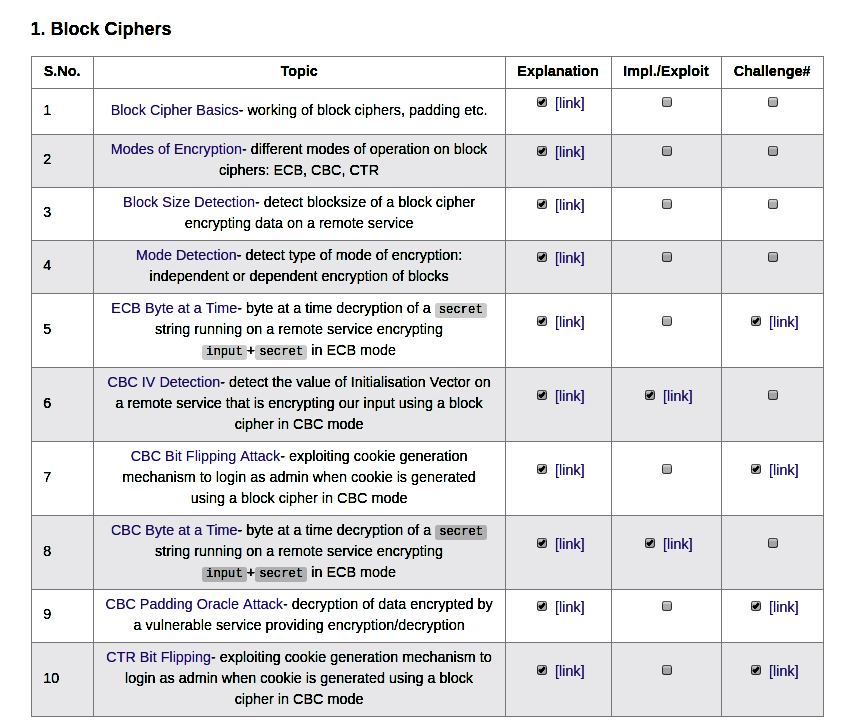 1. Block Ciphers
S.No. Topic Explanation Impl./Exploit Challenge#
1 Block Cipher Basics- working of block ciphers, padding etc. [link]
2 Modes of Encryption- different modes of operation on block [link]
ciphers: ECB, CBC, CTR
3 Block Size Detection- detect blocksize of a block cipher [link]
encrypting data on a remote service
4 Mode Detection- detect type of mode of encryption: [link]
independent or dependent encryption of blocks
ECB Byte at a Time- byte at a time decryption of a secret
5 string running on a remote service encrypting [link] [link]
input+secret in ECB mode
CBC IV Detection- detect the value of Initialisation Vector on
6 a remote service that is encrypting our input using a block [link] [link]
cipher in CBC mode
CBC Bit Flipping Attack- exploiting cookie generation
7 mechanism to login as admin when cookie is generated [link] [link]
using a block cipher in CBC mode
CBC Byte at a Time- byte at a time decryption of a secret
8 string running on a remote service encrypting [link] [link]
input+secret in ECB mode
9 CBC Padding Oracle Attack- decryption of data encrypted by [link] [link]
a vulnerable service providing encryption/decryption
CTR Bit Flipping- exploiting cookie generation mechanism to
10 login as admin when cookie is generated using a block [link] [link]
cipher in CBC mode